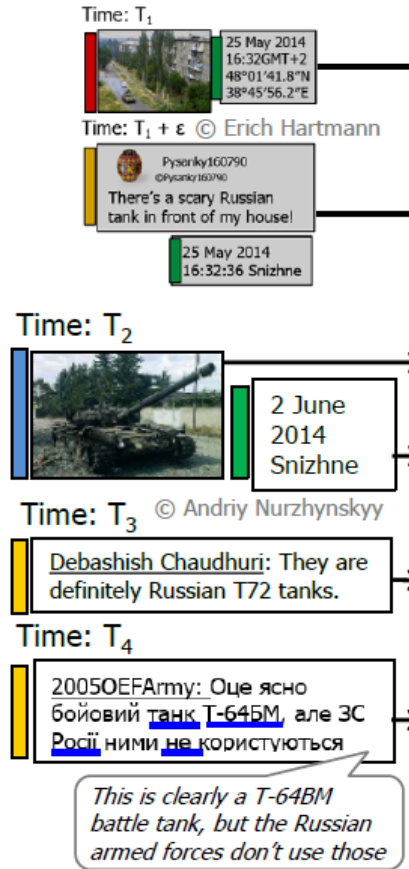 Time: T₁
25 May 2014
16:32GMT+2
48°01'41.8"N
38°45'56.2"E
Time: T₁ + ε © Erich Hartmann
Pysanky160790
@Pysanky160790
There's a scary Russian
tank in front of my house!
25 May 2014
16:32:36 Snizhne
Time: T₂
2 June
2014
Snizhne
© Andriy Nurzhynskyy
Time: T₃
Debashish Chaudhuri: They are
definitely Russian T72 tanks.
Time: T₄
2005OEFArmy: Оце ясно
бойовий танк Т-64БМ, але ЗС
Росії ними не користуються
This is clearly a T-64BM
battle tank, but the Russian
armed forces don't use those